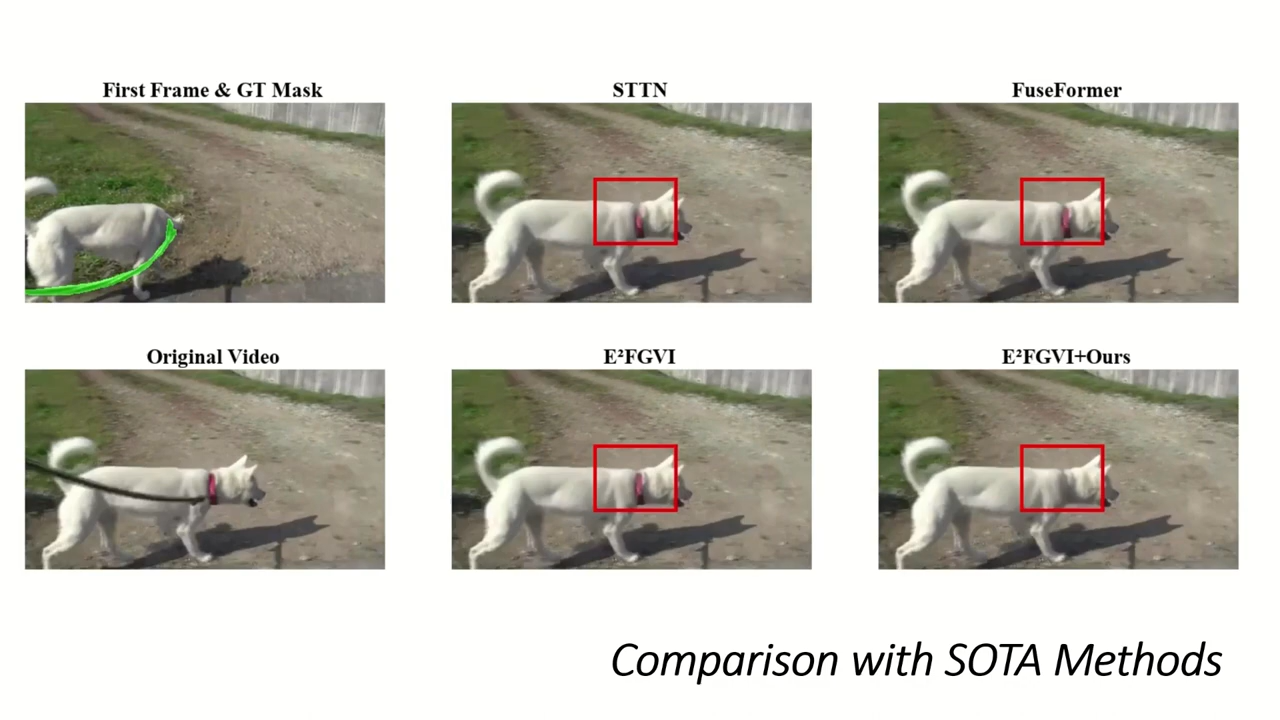 First Frame & GT Mask
STTN
FuseFormer
Original Video
E²FGVI
E²FGVI+Ours
Comparison with SOTA Methods